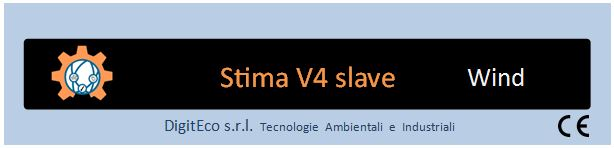 Stima V4 slave Wind
DigitEco s.r.l. Tecnologie Ambientali e Industriali CE